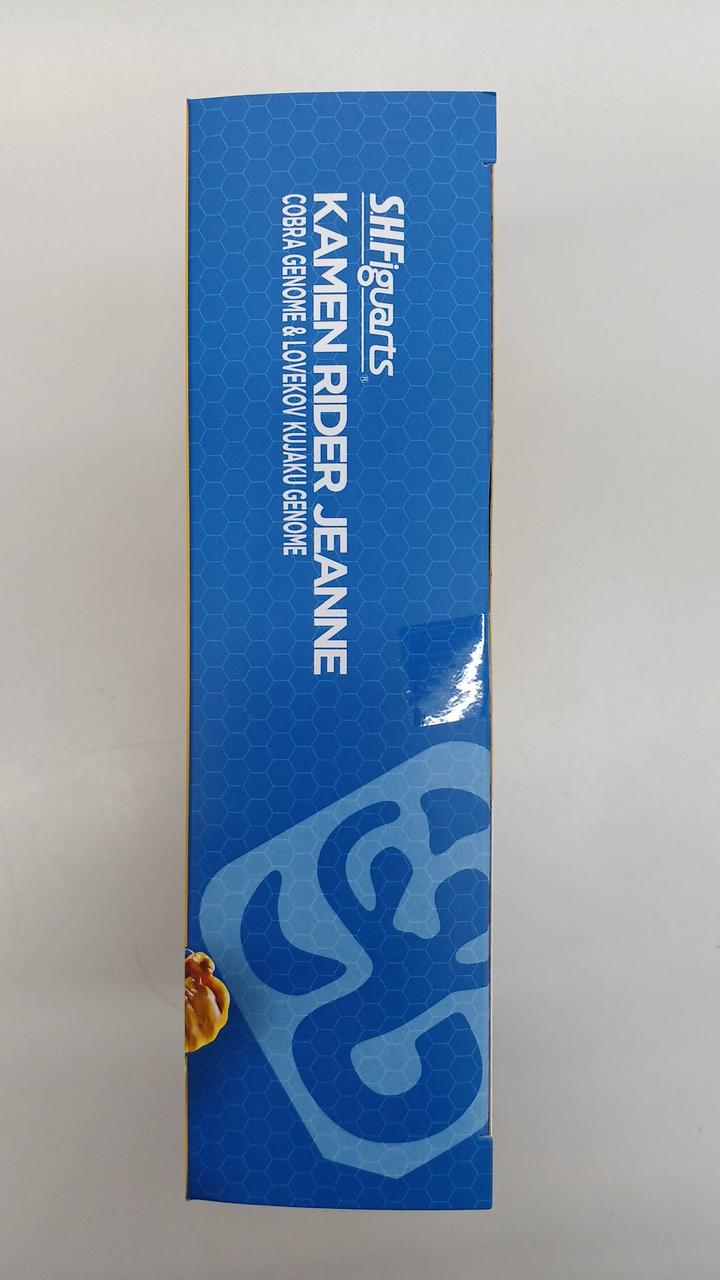 S.H.Figuarts®
KAMEN RIDER JEANNE
COBRA GENOME & LOVEKOV KUJAKU GENOME